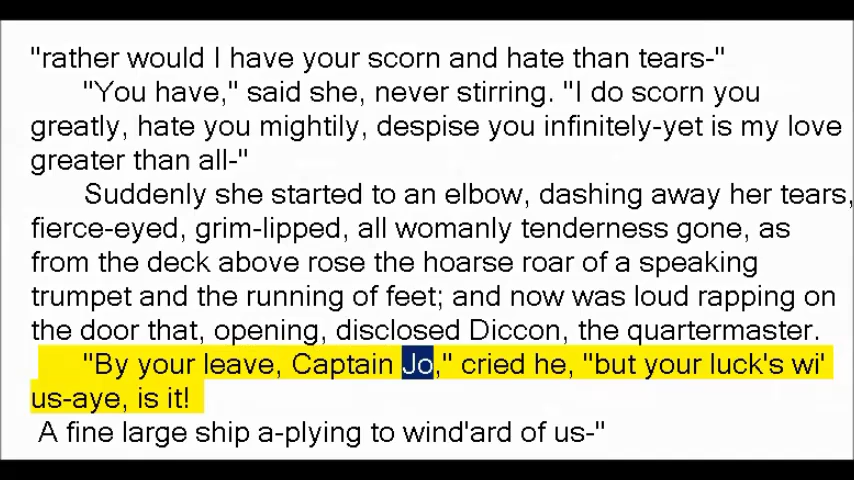 "rather would I have your scorn and hate than tears-"
"You have," said she, never stirring. "I do scorn you
greatly, hate you mightily, despise you infinitely-yet is my love
greater than all-"
Suddenly she started to an elbow, dashing away her tears,
fierce-eyed, grim-lipped, all womanly tenderness gone, as
from the deck above rose the hoarse roar of a speaking
trumpet and the running of feet; and now was loud rapping on
the door that, opening, disclosed Diccon, the quartermaster.
"By your leave, Captain Jo," cried he, "but your luck's wi'
us-aye, is it!
A fine large ship a-plying to wind'ard of us-"